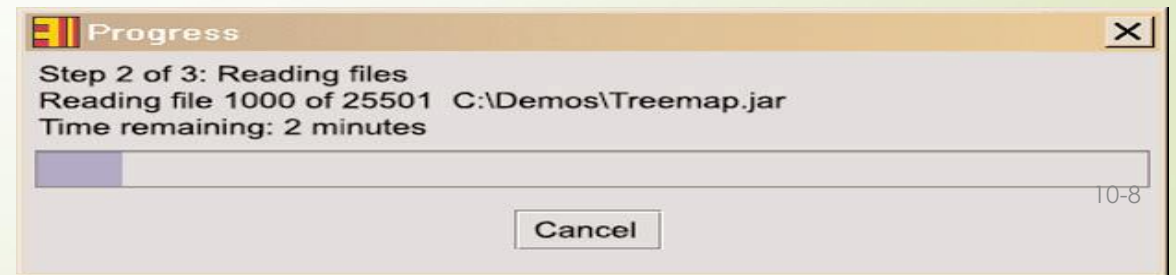 Progress
Step 2 of 3: Reading files
Reading file 1000 of 25501 C:\Demos\Treemap.jar
Time remaining: 2 minutes
10-8
Cancel